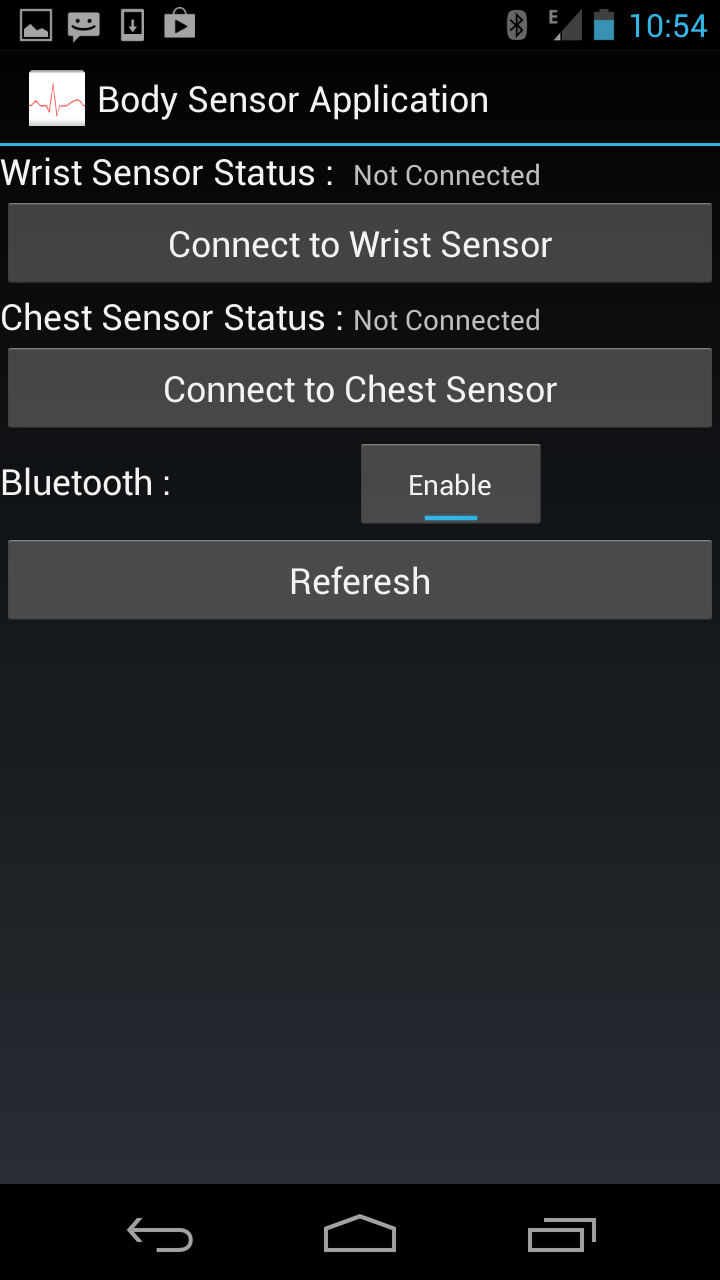 E 10:54
Body Sensor Application
Wrist Sensor Status : Not Connected
Connect to Wrist Sensor
Chest Sensor Status : Not Connected
Connect to Chest Sensor
Bluetooth : Enable
Referesh